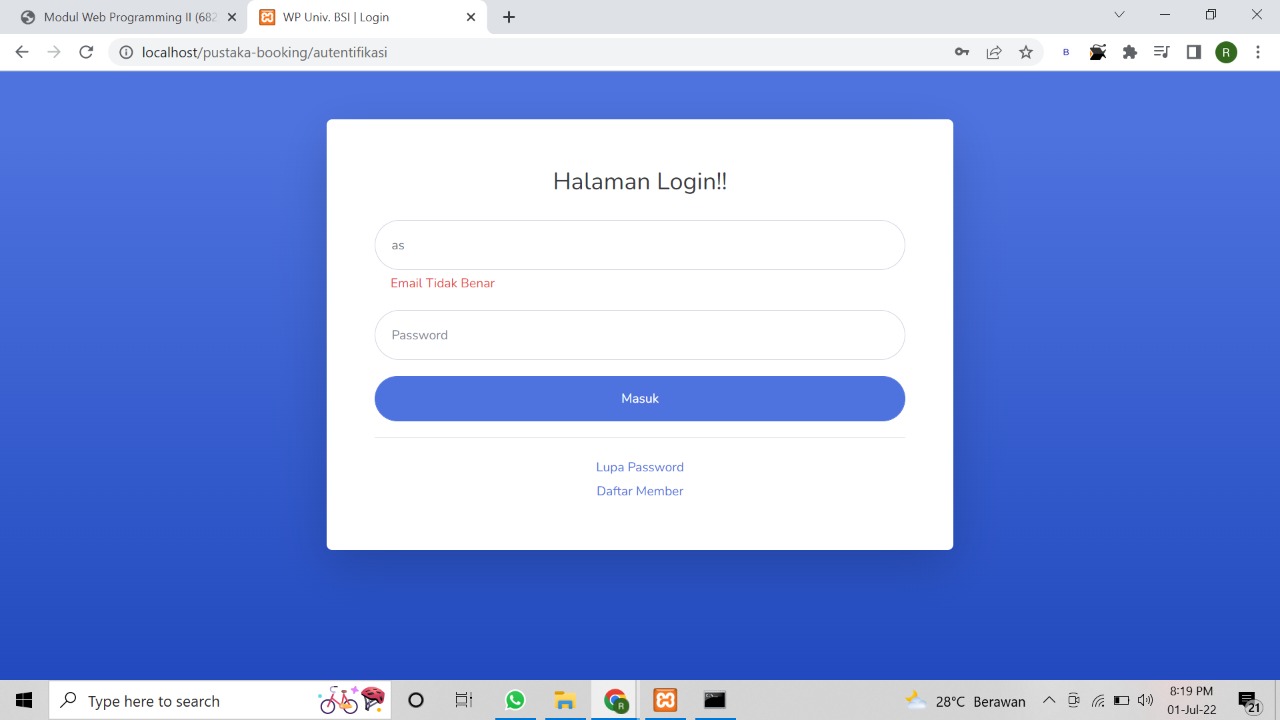 Modul Web Programming II (682
WP Univ. BSI | Login
localhost/pustaka-booking/autentifikasi
B
R
Halaman Login!!
as
Email Tidak Benar
Password
Masuk
Lupa Password
Daftar Member
Type here to search
R
28°C Berawan
8:19 PM
01-Jul-22
21